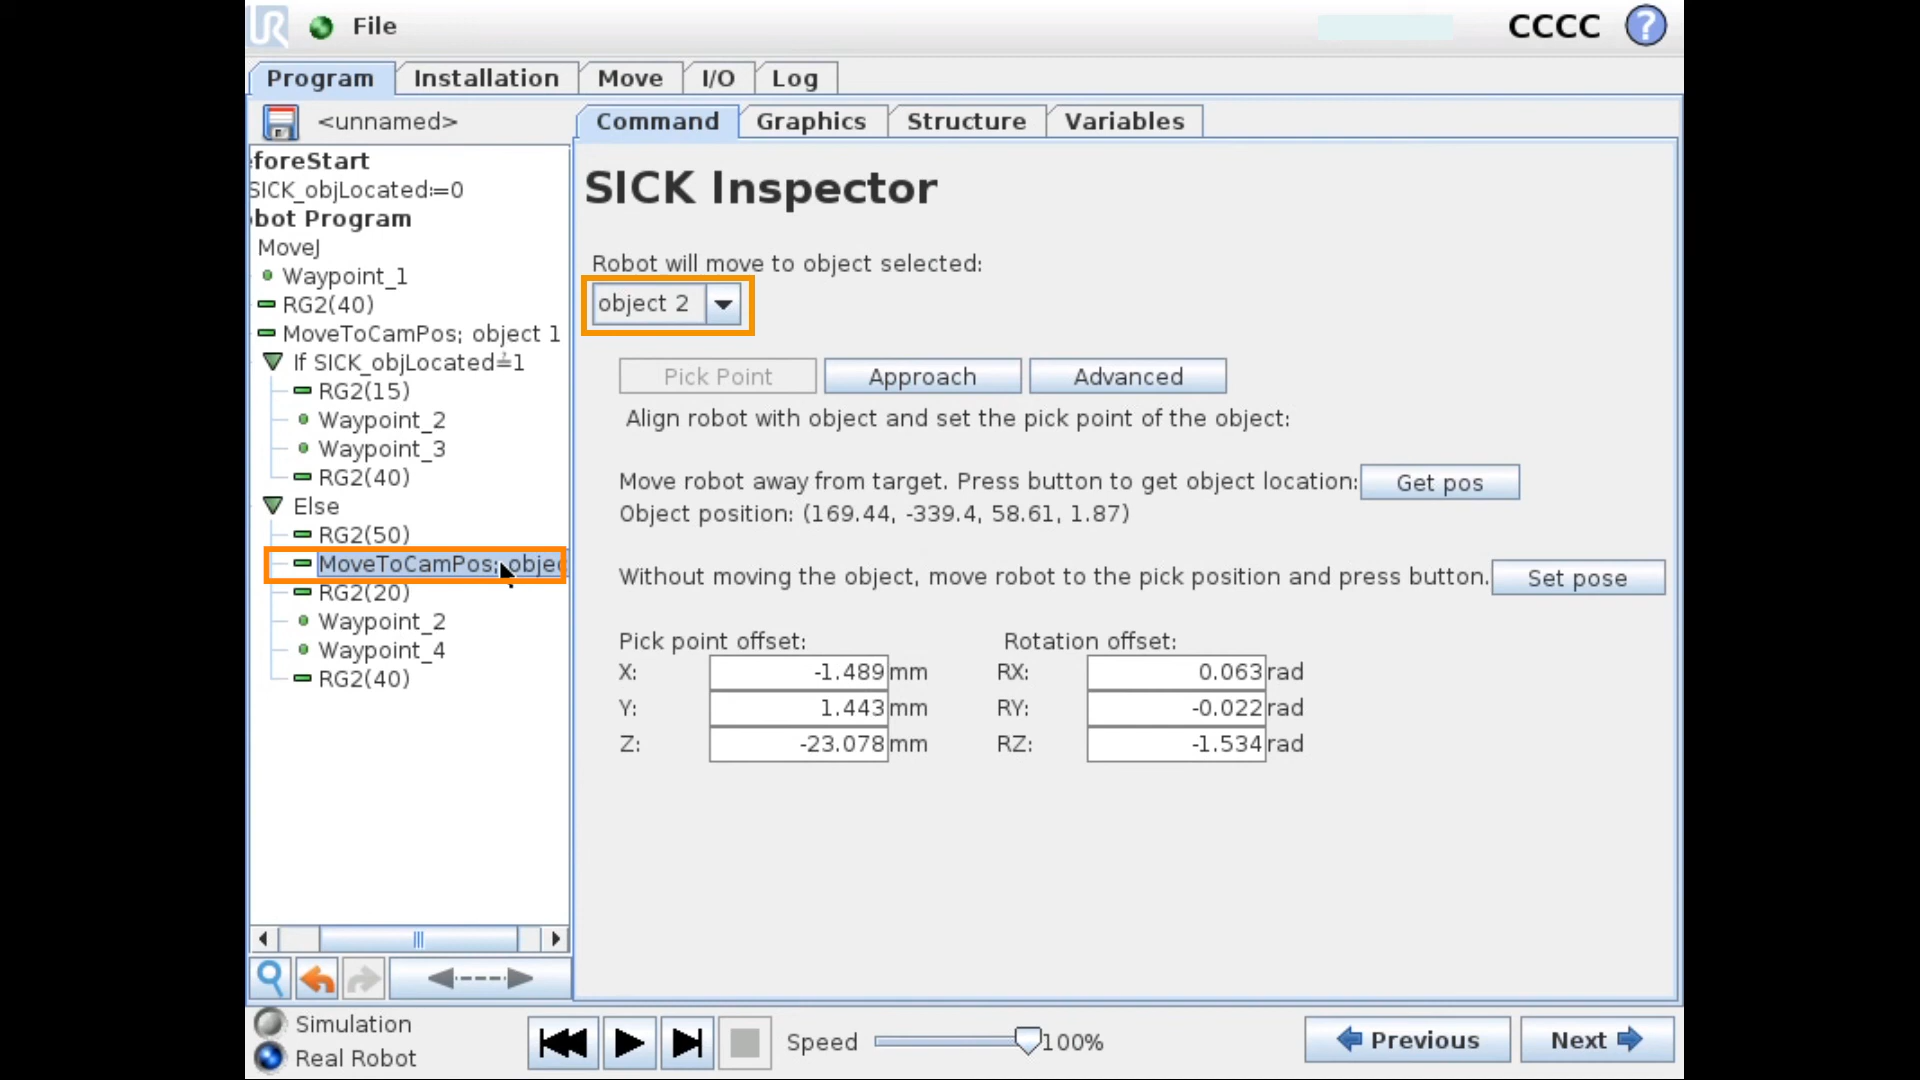 UR File CCCC ?
Program Installation Move I/O Log
<unnamed> Command Graphics Structure Variables
foreStart
SICK_objLocated≔0
bot Program
MoveJ
Waypoint_1
RG2(40)
MoveToCamPos; object 1
If SICK_objLocated≟1
RG2(15)
Waypoint_2
Waypoint_3
RG2(40)
Else
RG2(50)
MoveToCamPos; objec
RG2(20)
Waypoint_2
Waypoint_4
RG2(40)
SICK Inspector
Robot will move to object selected:
object 2
Pick Point Approach Advanced
Align robot with object and set the pick point of the object:
Move robot away from target. Press button to get object location: Get pos
Object position: (169.44, -339.4, 58.61, 1.87)
Without moving the object, move robot to the pick position and press button. Set pose
Pick point offset: Rotation offset:
X: -1.489 mm RX: 0.063 rad
Y: 1.443 mm RY: -0.022 rad
Z: -23.078 mm RZ: -1.534 rad
Simulation
Real Robot
Speed 100%
Previous Next